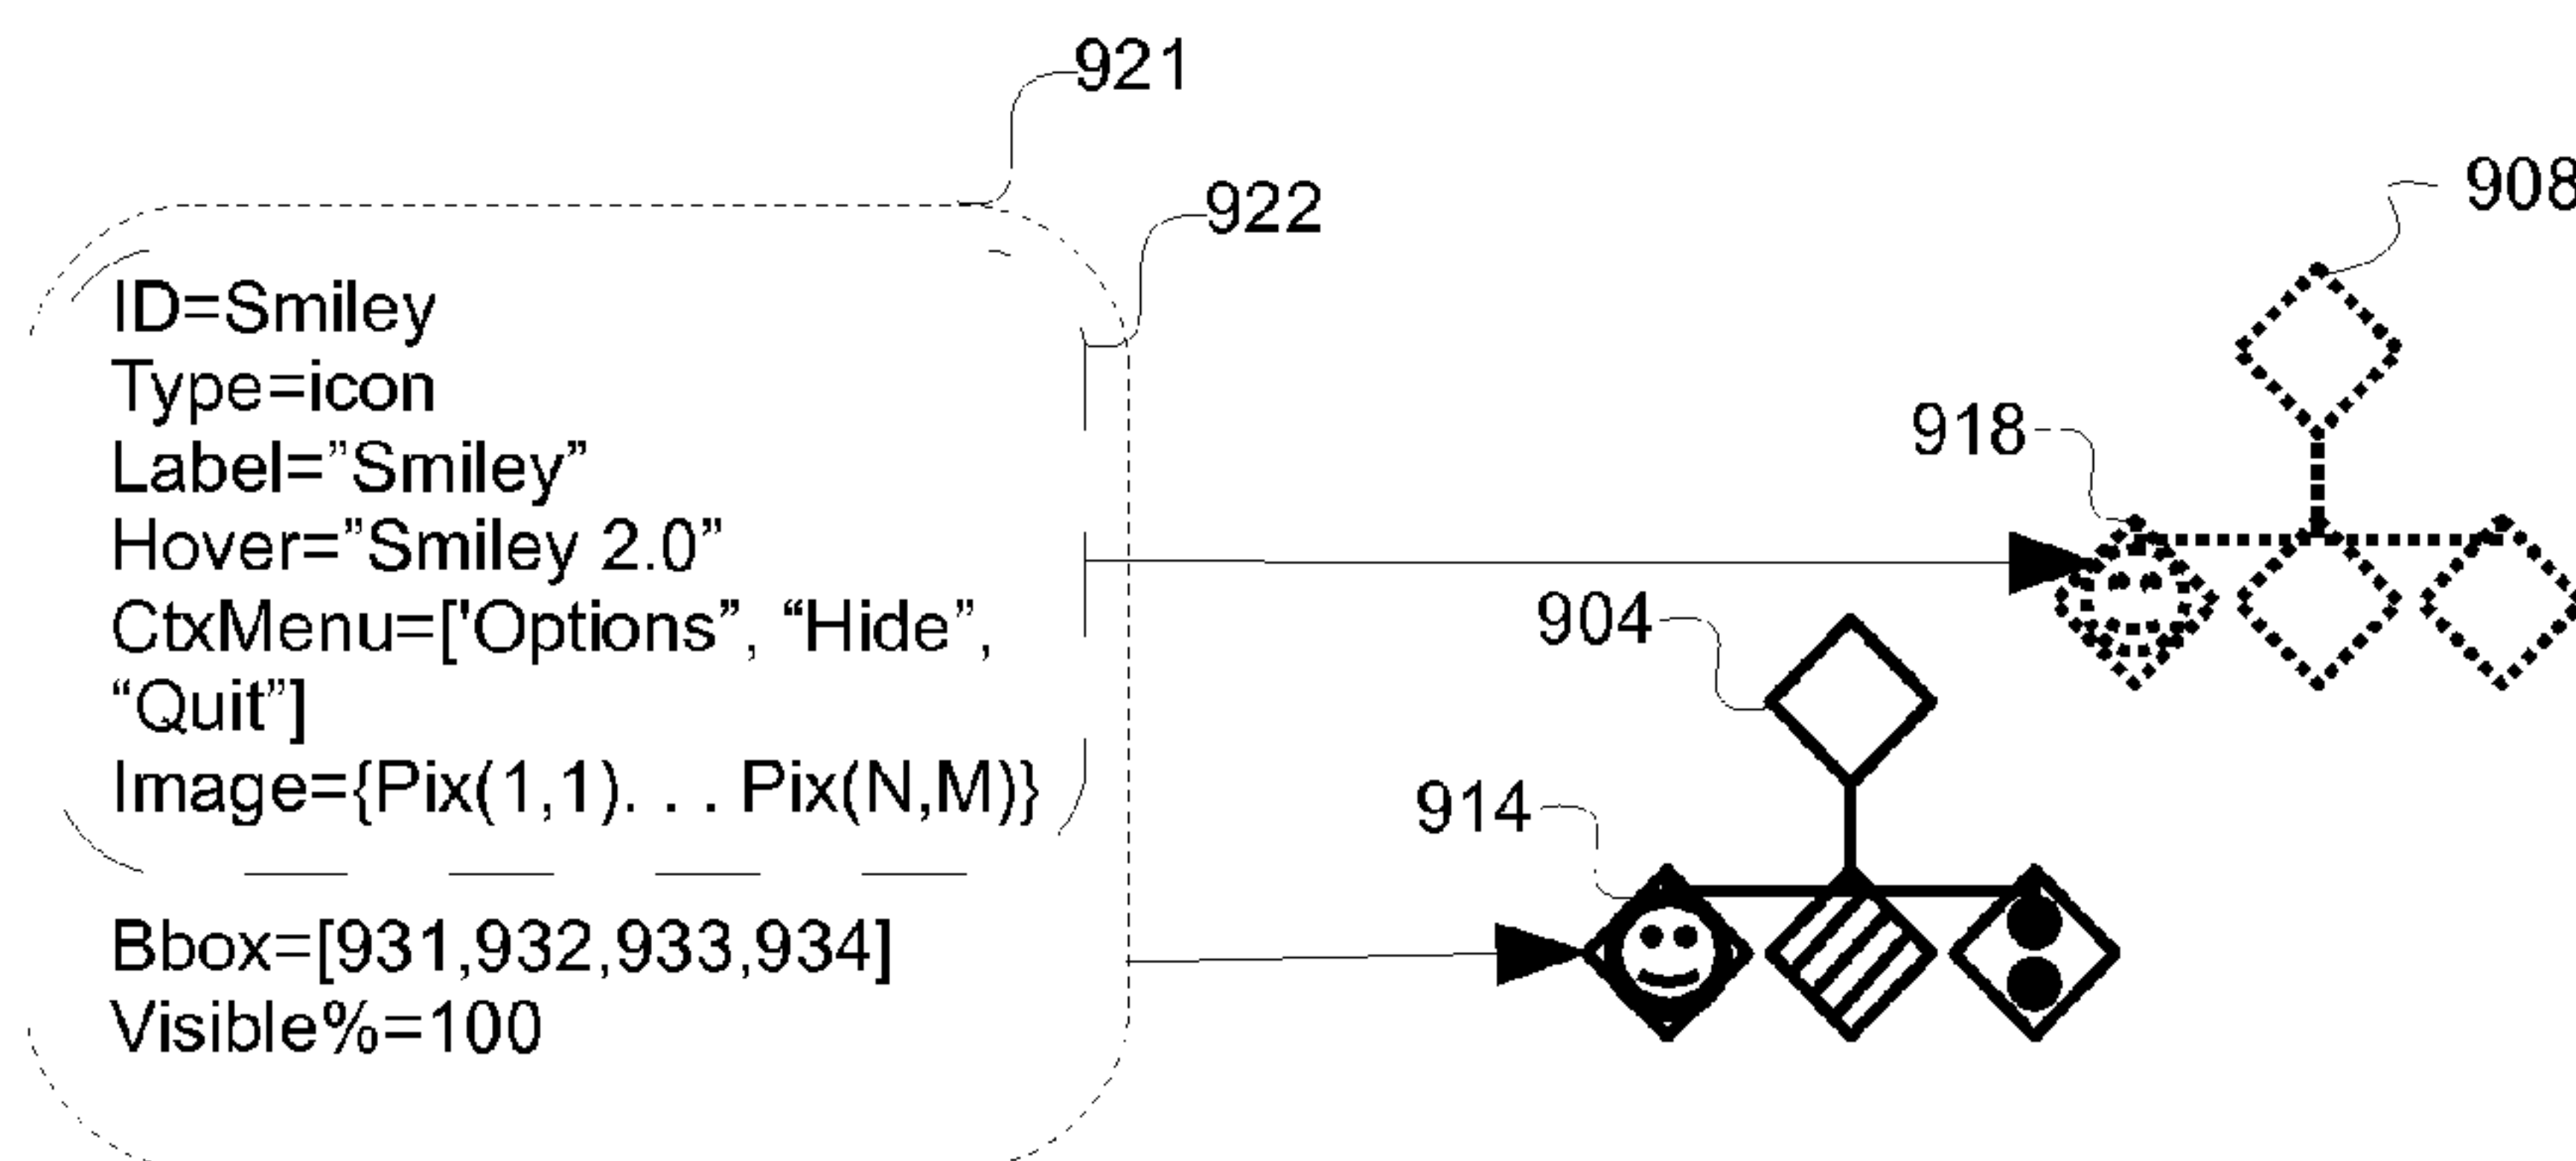 921
922
908
ID=Smiley
Type=icon
Label=”Smiley”
Hover=”Smiley 2.0”
CtxMenu=['Options”, “Hide”,
“Quit”]
Image={Pix(1,1). . . Pix(N,M)}
Bbox=[931,932,933,934]
Visible%=100
918
904
914